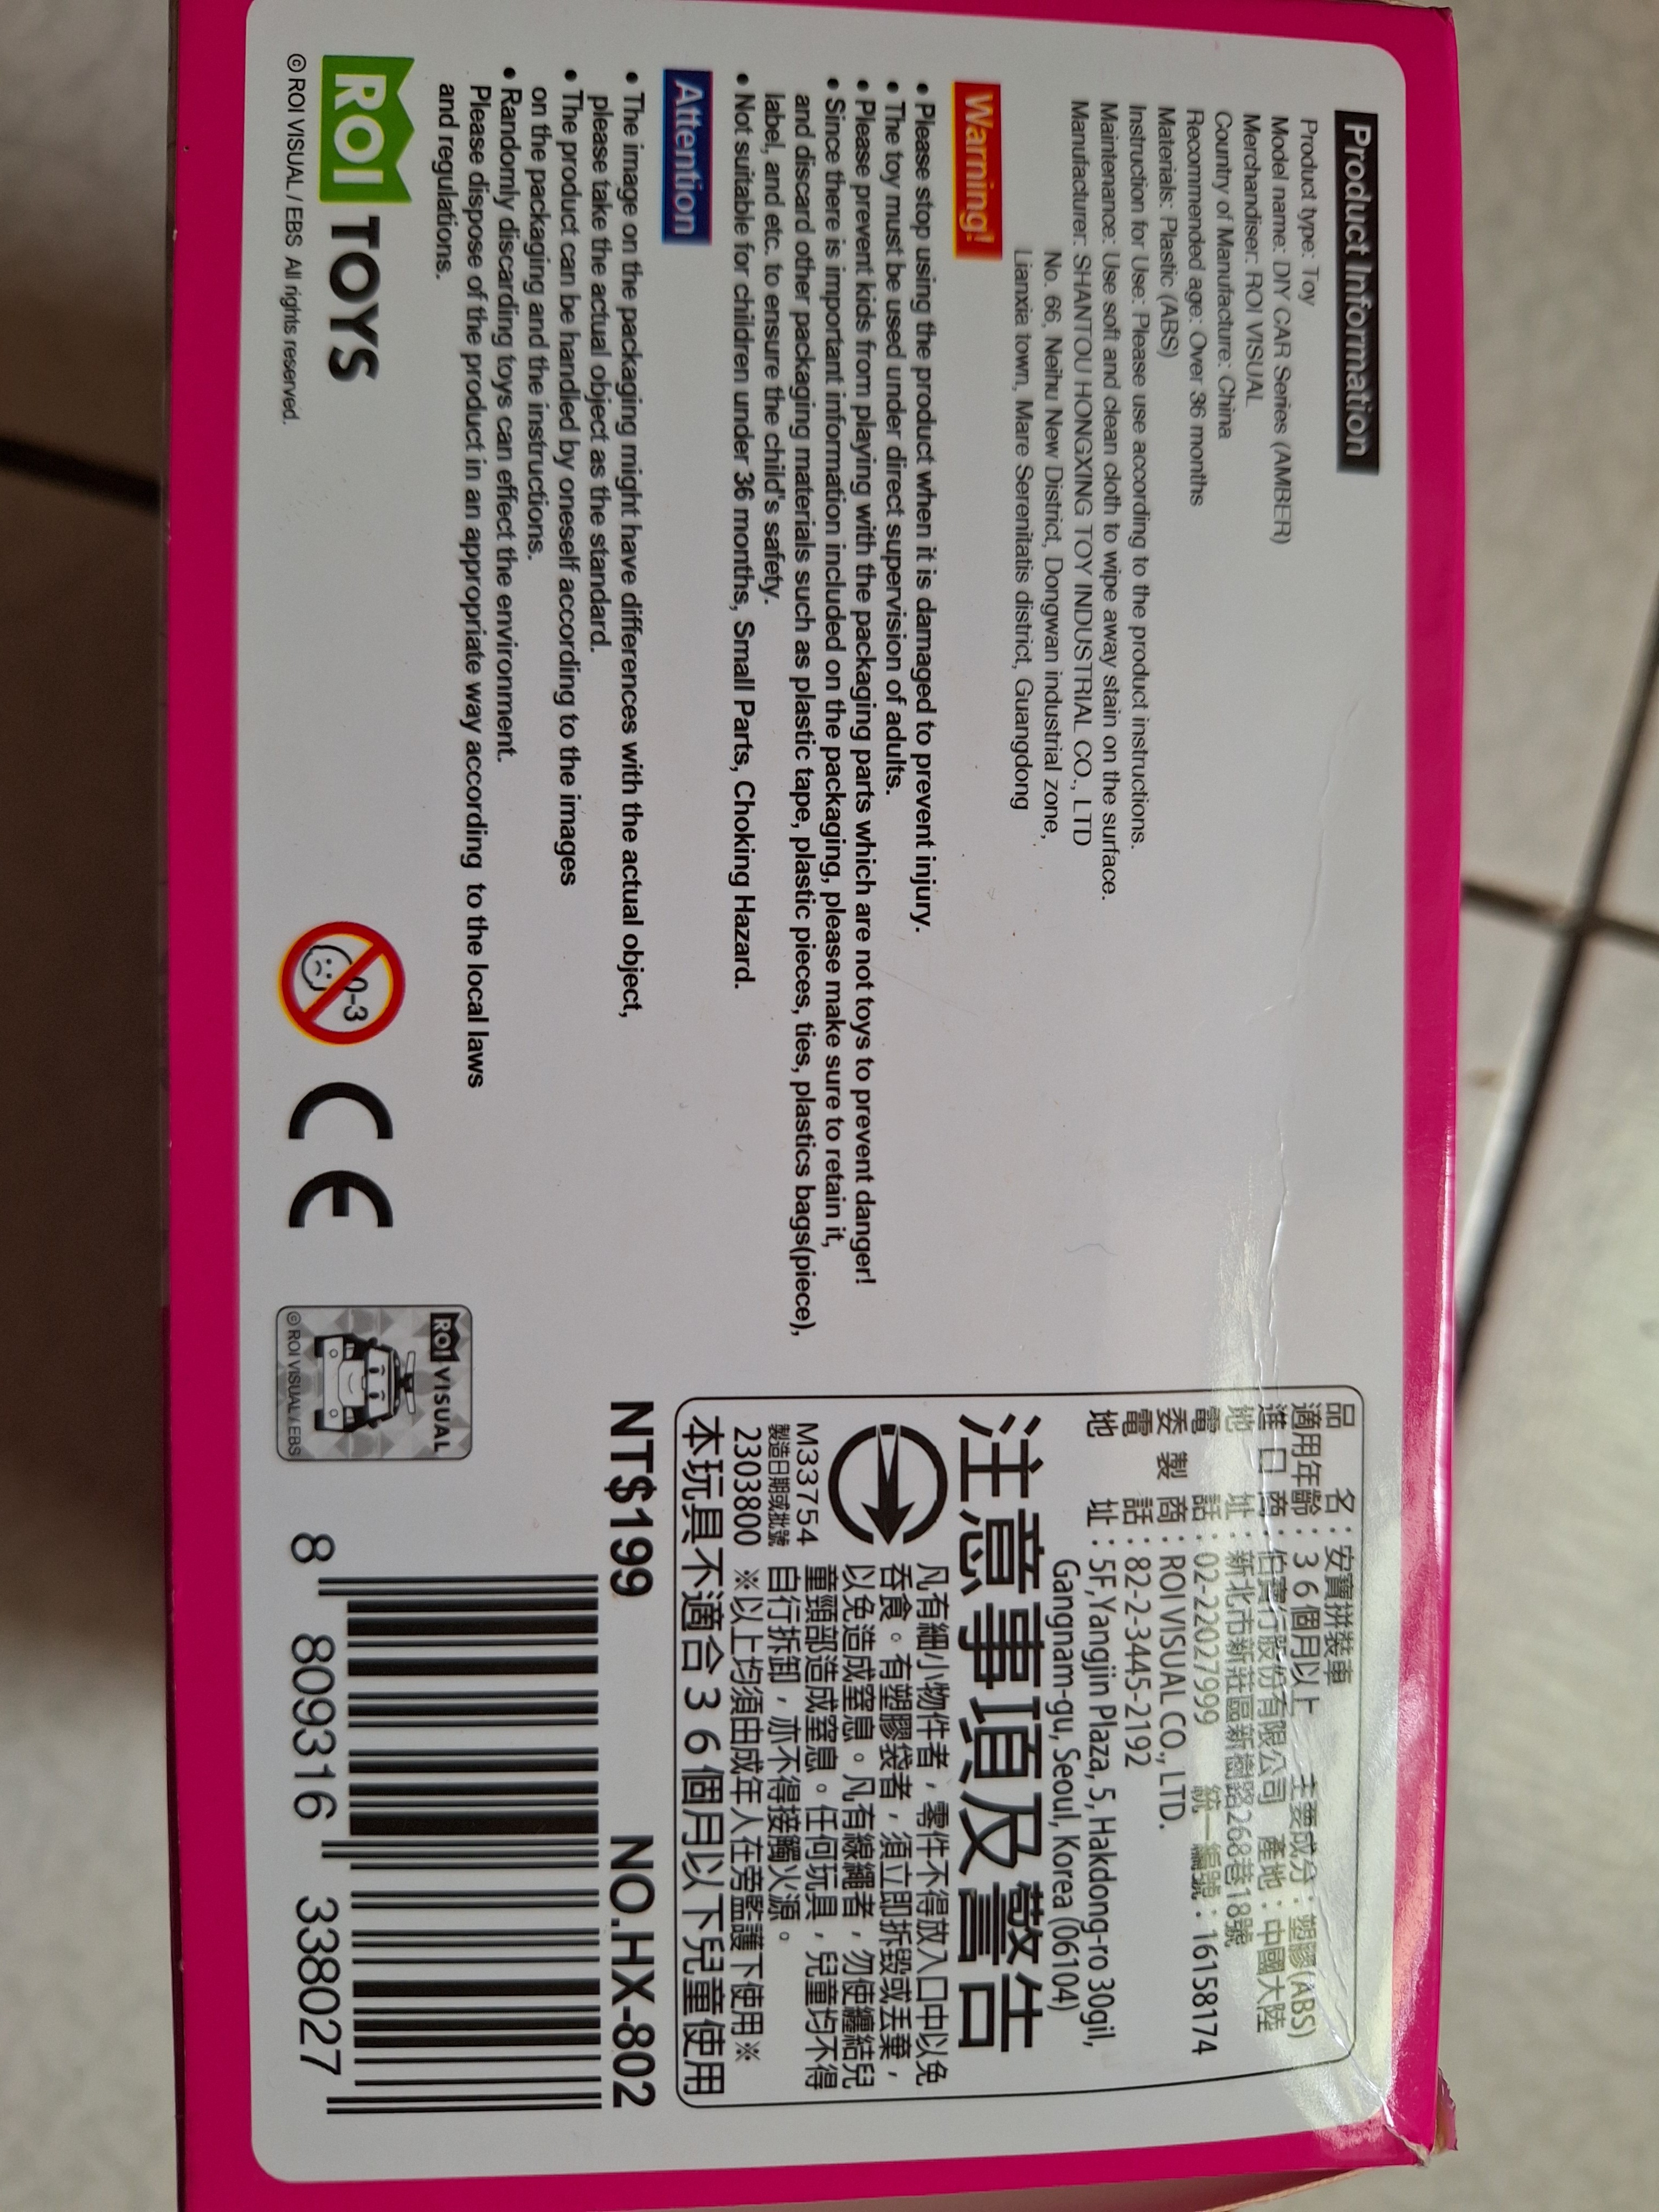 Product Information
Product type: Toy
Model name: DIY CAR Series (AMBER)
Merchandiser: ROI VISUAL
Country of Manufacture: China
Recommended age: Over 36 months
Materials: Plastic (ABS)
Instruction for Use: Please use according to the product instructions.
Maintenance: Use soft and clean cloth to wipe away stain on the surface.
Manufacturer: SHANTOU HONGXING TOY INDUSTRIAL CO., LTD
No. 66, Neihu New District, Dongwan industrial zone,
Lianxia town, Mare Serenitatis district, Guangdong
Warning!
• Please stop using the product when it is damaged to prevent injury.
• The toy must be used under direct supervision of adults.
• Please prevent kids from playing with the packaging parts which are not toys to prevent danger!
• Since there is important information included on the packaging, please make sure to retain it,
and discard other packaging materials such as plastic tape, plastic pieces, ties, plastics bags(piece),
label, and etc. to ensure the child's safety.
• Not suitable for children under 36 months, Small Parts, Choking Hazard.
Attention
• The image on the packaging might have differences with the actual object,
please take the actual object as the standard.
• The product can be handled by oneself according to the images
on the packaging and the instructions.
• Randomly discarding toys can effect the environment.
Please dispose of the product in an appropriate way according to the local laws
and regulations.
ROI TOYS
© ROI VISUAL / EBS All rights reserved.
0-3
CE
ROI VISUAL
© ROI VISUAL/EBS
品名：安寶拼裝車
適用年齡：36個月以上 主要成分：塑膠(ABS)
進口商：伯寶行股份有限公司 產地：中國大陸
地址：新北市新莊區新樹路268巷18號
電話：02-22027999 統一編號：16158174
委製商：ROI VISUAL CO., LTD.
電話：82-2-3445-2192
地址：5F,Yangjin Plaza, 5, Hakdong-ro 30gil,
Gangnam-gu, Seoul, Korea (06104)
注意事項及警告
凡有細小物件者，零件不得放入口中以免
吞食。有塑膠袋者，須立即拆毀或丟棄，
以免造成窒息。凡有線繩者，勿使纏結兒
童頸部造成窒息。任何玩具，兒童均不得
自行拆卸，亦不得接觸火源。
※以上均須由成年人在旁監護下使用※
M33754
製造日期或批號
2303800
本玩具不適合36個月以下兒童使用
NT$199 NO.HX-802
8 809316 338027